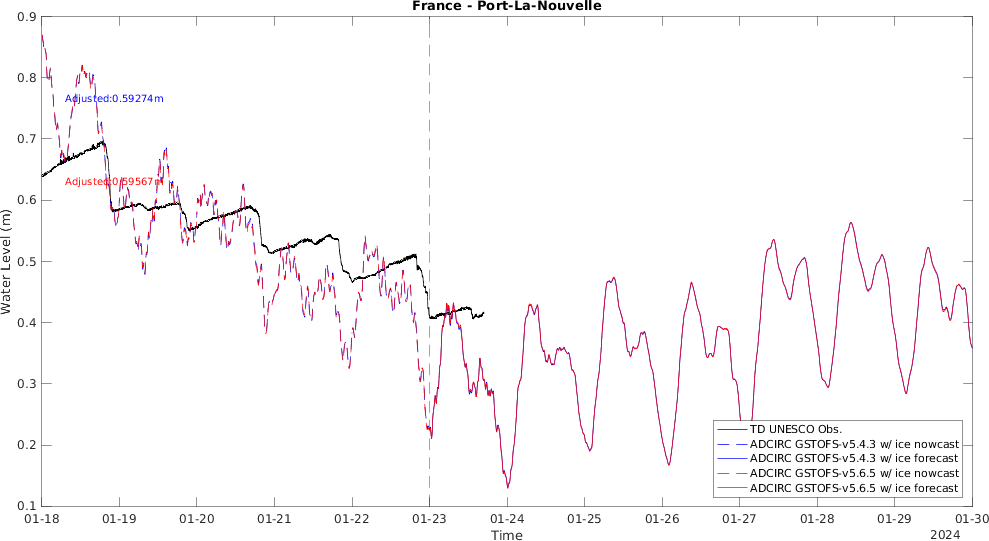 France - Port-La-Nouvelle
0.9
0.8
0.7
0.6
0.5
0.4
0.3
0.2
0.1
Water Level (m)
Adjusted:0.59274m
Adjusted:0.59567m
TD UNESCO Obs.
ADCIRC GSTOFS-v5.4.3 w/ ice nowcast
ADCIRC GSTOFS-v5.4.3 w/ ice forecast
ADCIRC GSTOFS-v5.6.5 w/ ice nowcast
ADCIRC GSTOFS-v5.6.5 w/ ice forecast
01-18 01-19 01-20 01-21 01-22 01-23 01-24 01-25 01-26 01-27 01-28 01-29 01-30
Time
2024